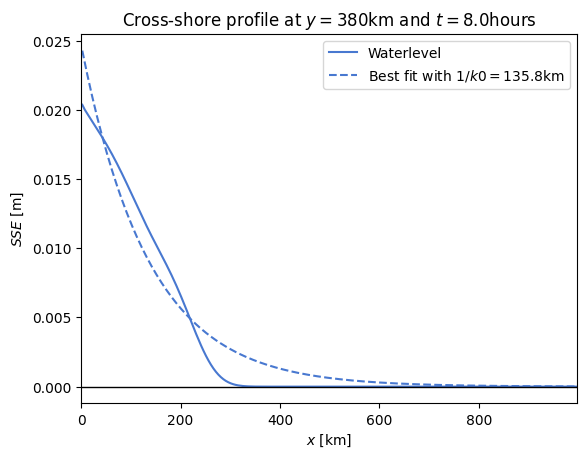 Cross-shore profile at y = 380km and t = 8.0hours
Waterlevel
Best fit with 1/k0 = 135.8km
0.025
0.020
0.015
0.010
0.005
0.000
SSE [m]
0 200 400 600 800
x [km]